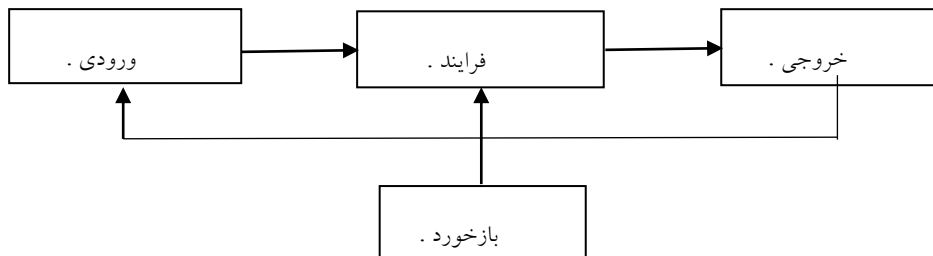 ورودی .
فرایند .
خروجی .
بازخورد .